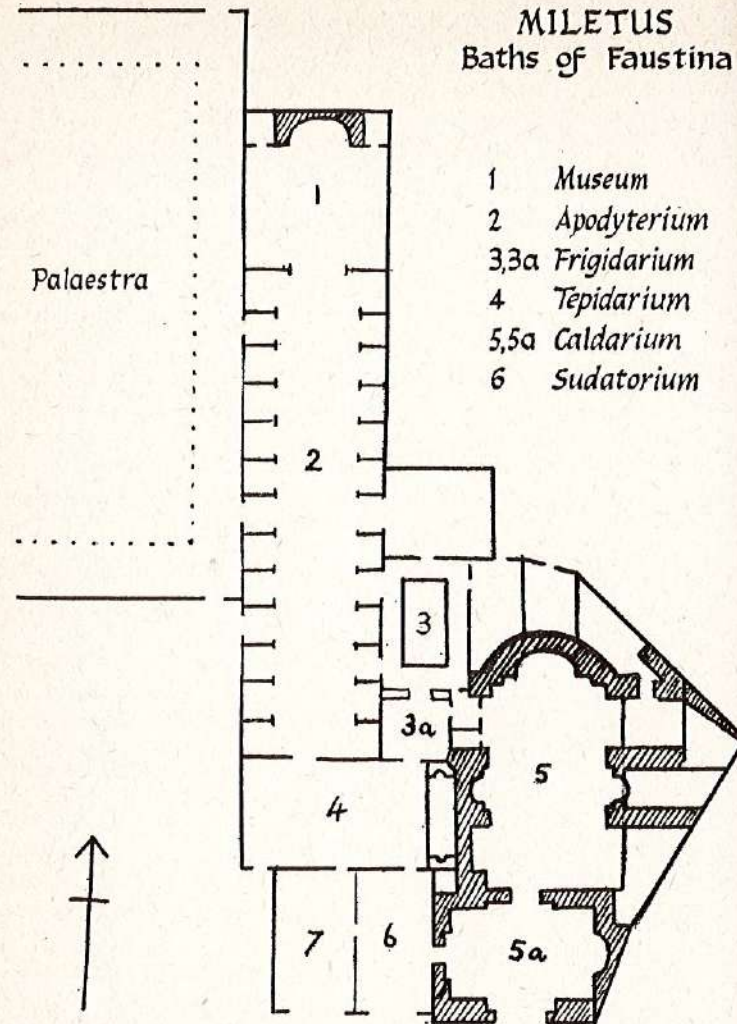 MILETUS
Baths of Faustina
1 Museum
2 Apodyterium
3,3a Frigidarium
4 Tepidarium
5,5a Caldarium
6 Sudatorium
Palaestra
1
2
3
3a
5
4
7
6
5a